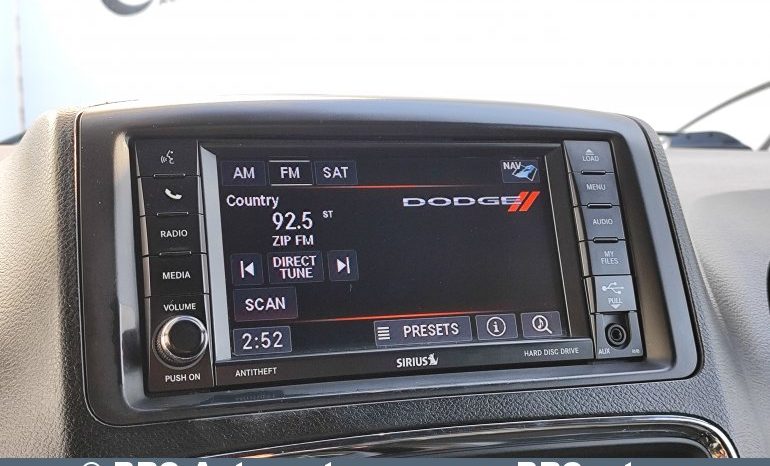 AM FM SAT NAV
Country
92.5 ST
ZIP FM
DODGE
DIRECT
TUNE
SCAN
2:52 PRESETS
RADIO
MEDIA
VOLUME
PUSH ON
ANTITHEFT
SIRIUS
HARD DISC DRIVE
LOAD
MENU
AUDIO
MY
FILES
PULL
AUX